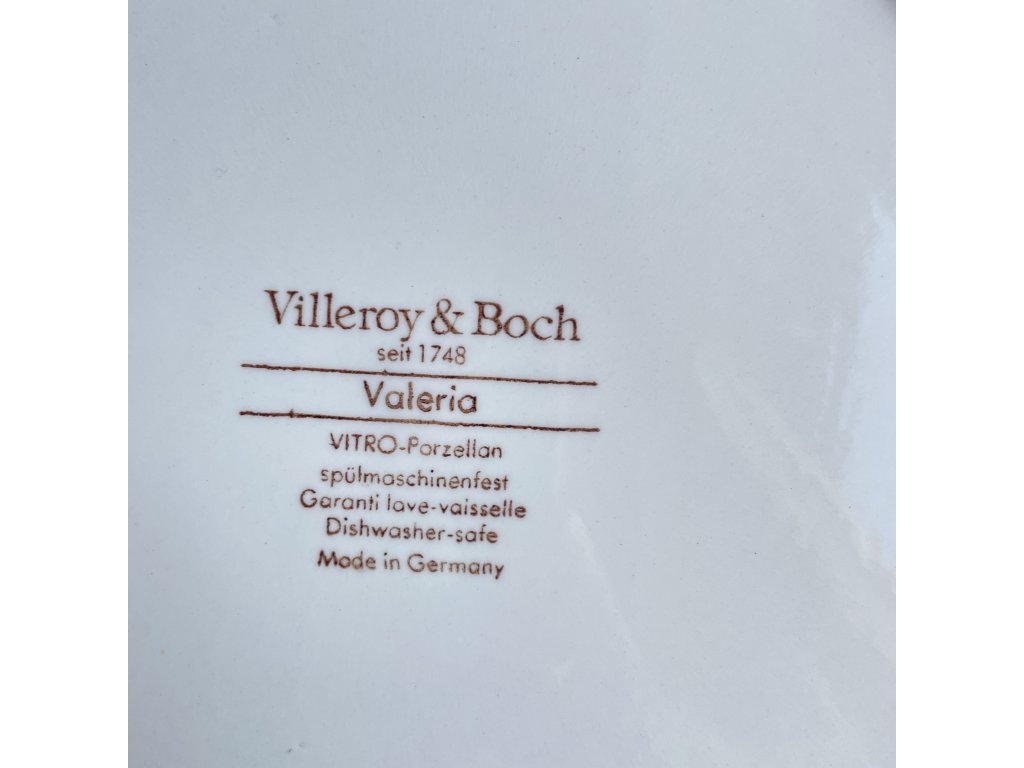 Villeroy & Boch
seit 1748
Valeria
VITRO-Porzellan
spülmaschinenfest
Garanti lave-vaisselle
Dishwasher-safe
Made in Germany